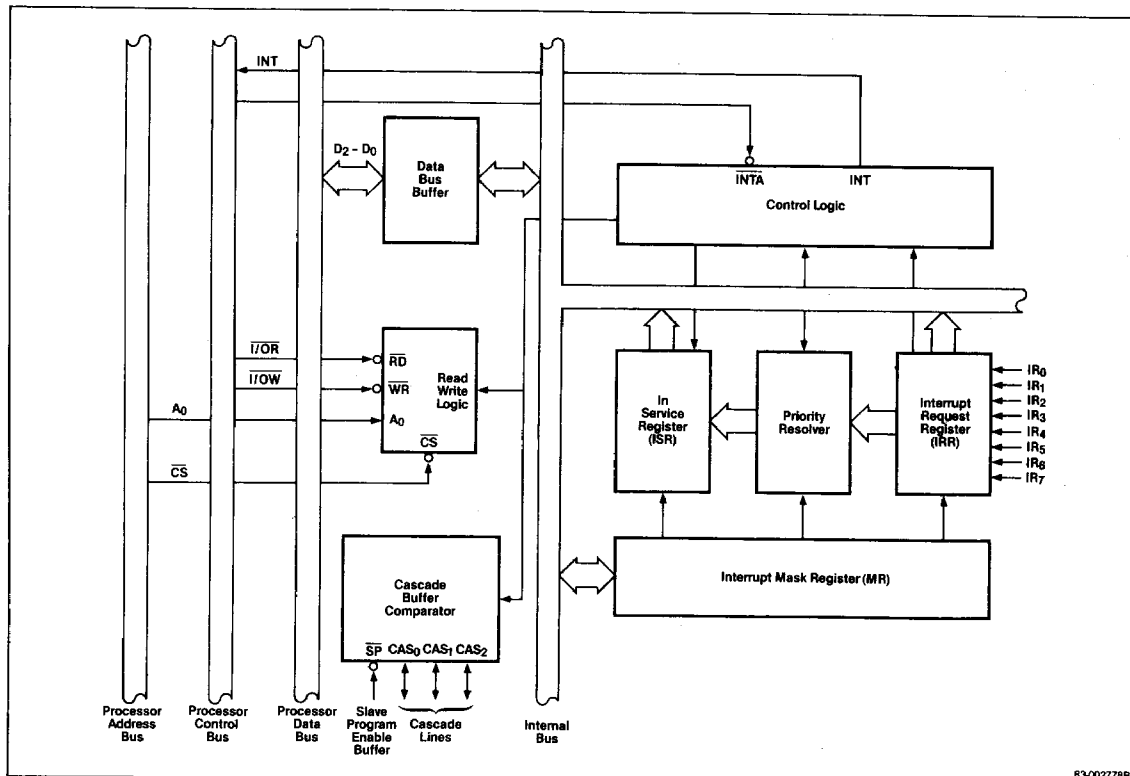 INT
D2 – D0
Data
Bus
Buffer
INTA
INT
Control Logic
I/OR
I/OW
A0
CS
RD
WR
A0
CS
Read
Write
Logic
In
Service
Register
(ISR)
Priority
Resolver
Interrupt
Request
Register
(IRR)
IR0
IR1
IR2
IR3
IR4
IR5
IR6
IR7
Cascade
Buffer
Comparator
SP CAS0 CAS1 CAS2
Interrupt Mask Register (MR)
Processor
Address
Bus
Processor
Control
Bus
Processor
Data
Bus
Slave
Program
Enable
Buffer
Cascade
Lines
Internal
Bus
83-002778B